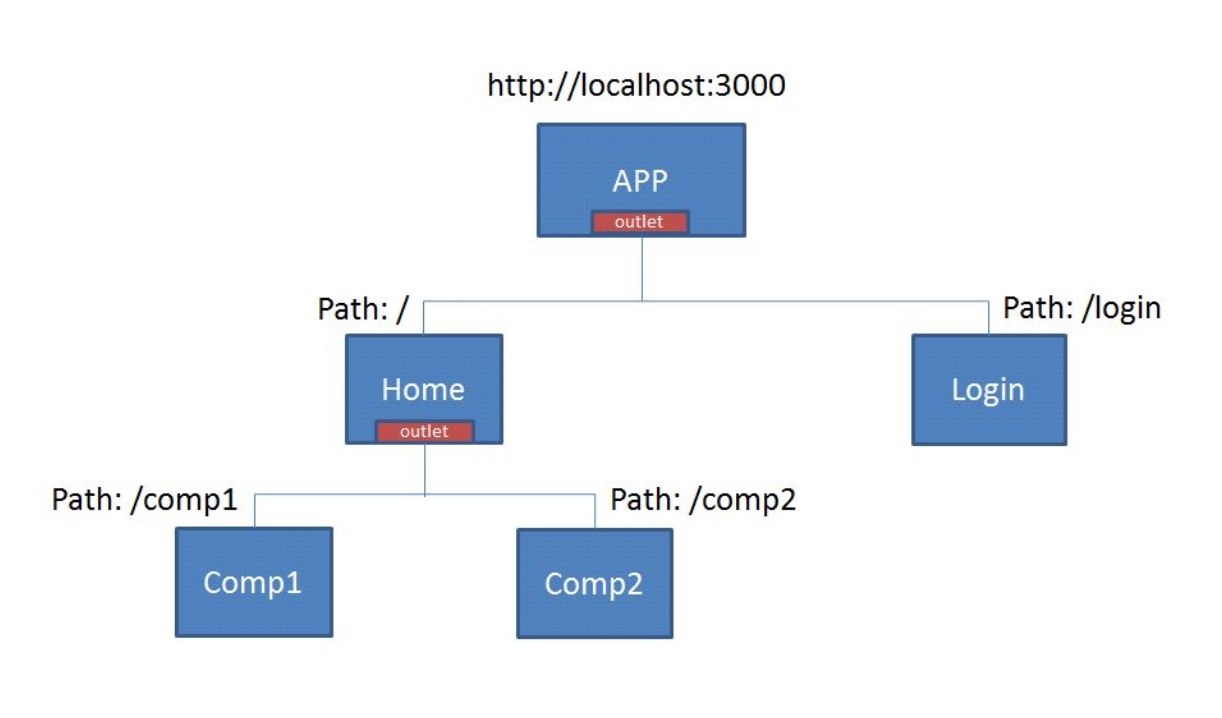 http://localhost:3000
APP
outlet
Path: /
Path: /login
Home
Login
outlet
Path: /comp1
Path: /comp2
Comp1
Comp2